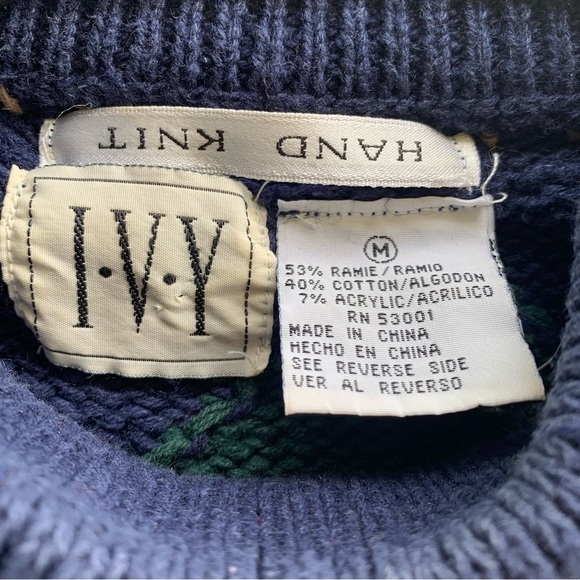 HAND KNIT
I·V·Y
M
53% RAMIE/RAMIO
40% COTTON/ALGODON
7% ACRYLIC/ACRILICO
RN 53001
MADE IN CHINA
HECHO EN CHINA
SEE REVERSE SIDE
VER AL REVERSO